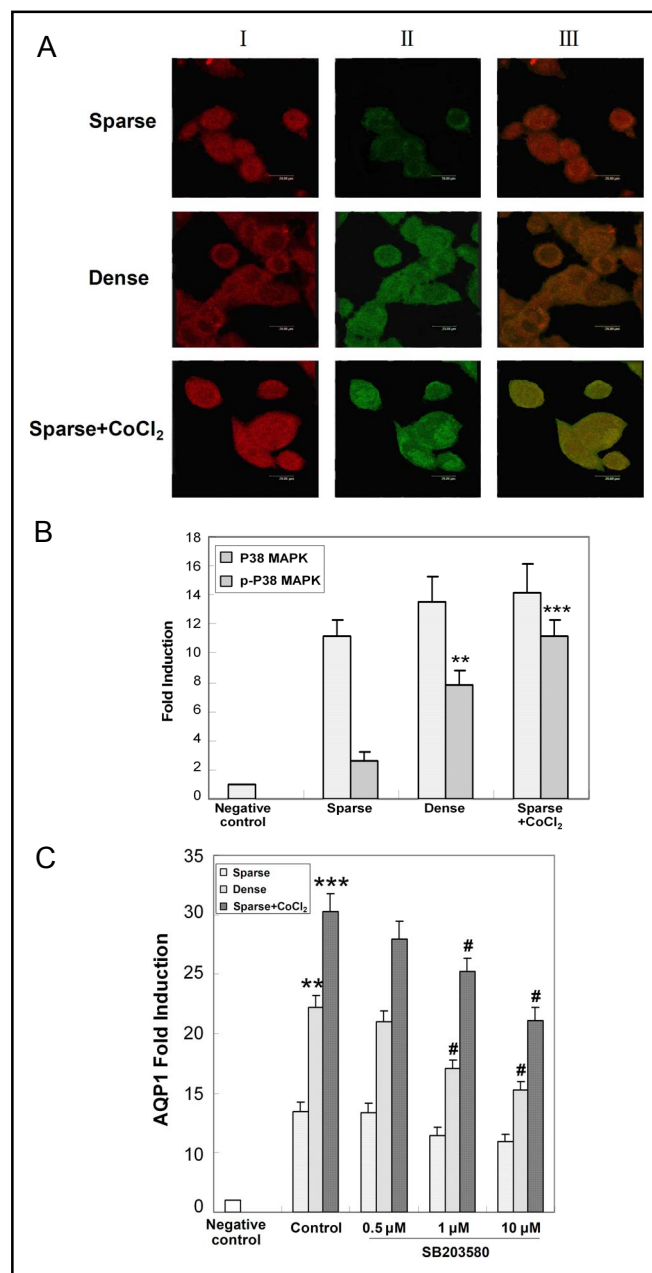 A
I II III
Sparse
Dense
Sparse+CoCl₂
B
18
16
14
12
10
8
6
4
2
0
Fold Induction
P38 MAPK
p-P38 MAPK
**
***
Negative control
Sparse
Dense
Sparse +CoCl₂
C
35
30
25
20
15
10
0
AQP1 Fold Induction
Sparse
Dense
Sparse+CoCl₂
**
***
#
#
#
#
Negative control
Control
0.5 µM
1 µM
10 µM
SB203580